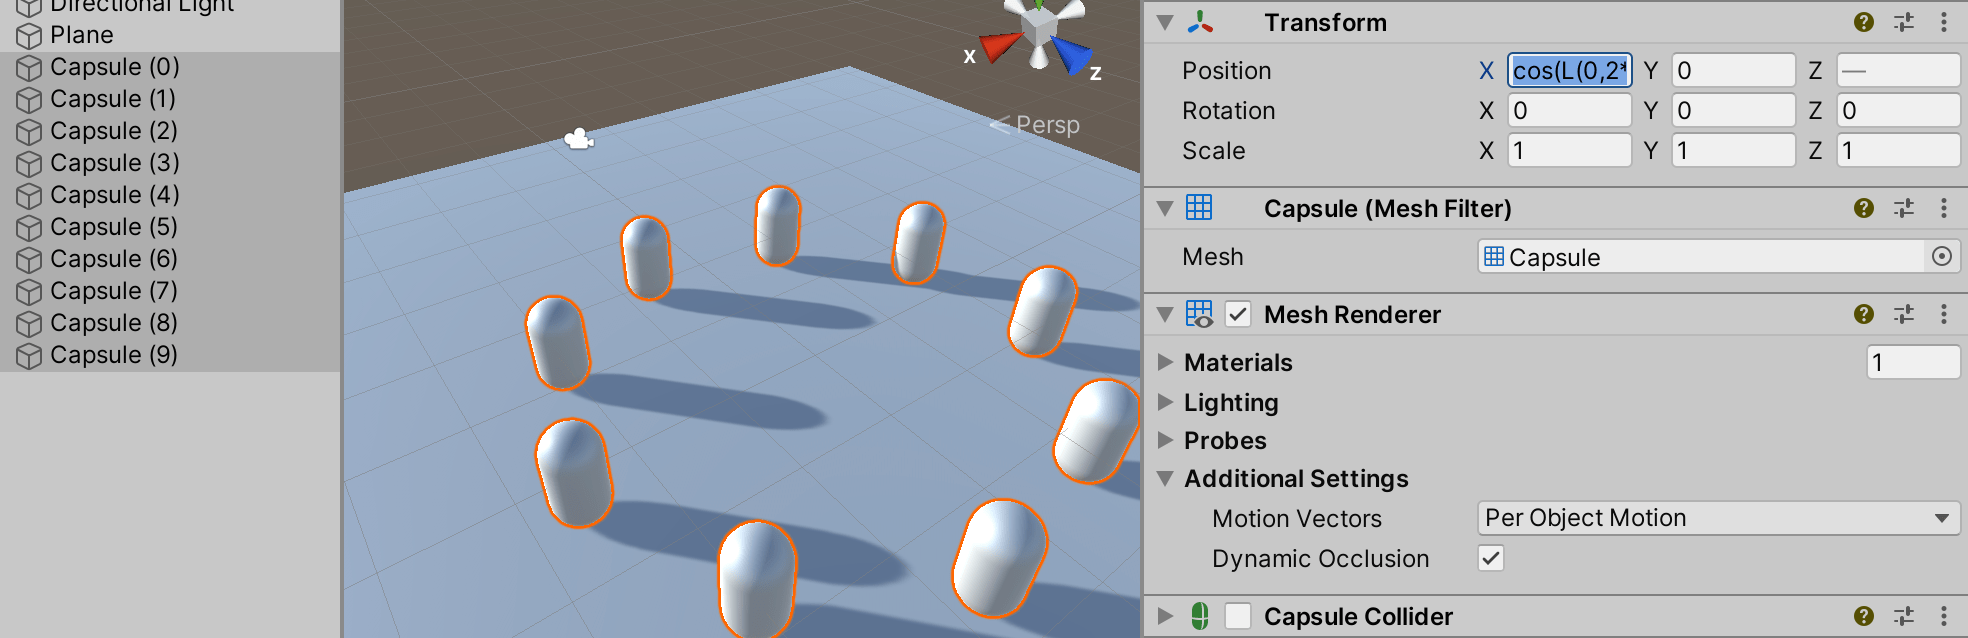 Directional Light
Plane
Capsule (0)
Capsule (1)
Capsule (2)
Capsule (3)
Capsule (4)
Capsule (5)
Capsule (6)
Capsule (7)
Capsule (8)
Capsule (9)
x
z
Persp
Transform
Position X cos(L(0,2* Y 0 Z —
Rotation X 0 Y 0 Z 0
Scale X 1 Y 1 Z 1
Capsule (Mesh Filter)
Mesh Capsule
Mesh Renderer
Materials 1
Lighting
Probes
Additional Settings
Motion Vectors Per Object Motion
Dynamic Occlusion
Capsule Collider